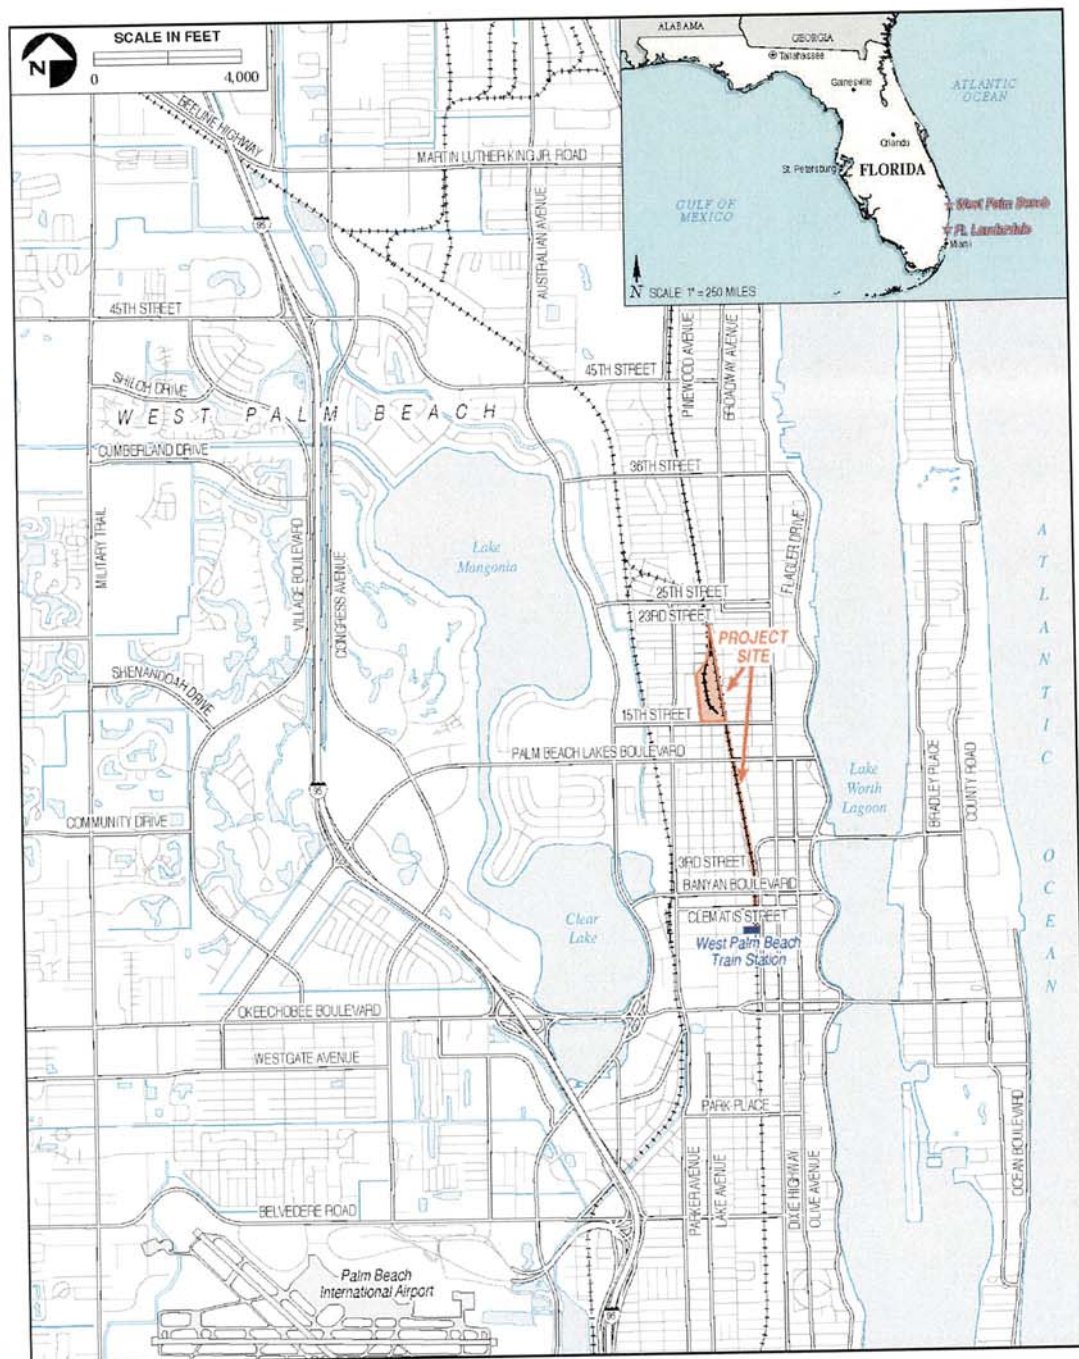 N
SCALE IN FEET
0
4,000
ALABAMA
GEORGIA
Tallahassee
Gainesville
ATLANTIC
OCEAN
Orlando
St. Petersburg
FLORIDA
GULF OF
MEXICO
West Palm Beach
Ft. Lauderdale
Miami
N
SCALE: 1" = 250 MILES
BEELINE HIGHWAY
MARTIN LUTHER KING JR. ROAD
AUSTRALIAN AVENUE
95
45TH STREET
PINEWOOD AVENUE
BROADWAY AVENUE
45TH STREET
SHILOH DRIVE
WEST PALM BEACH
CUMBERLAND DRIVE
36TH STREET
MILITARY TRAIL
VILLAGE BOULEVARD
CONGRESS AVENUE
Lake
Mangonia
FLAGLER DRIVE
25TH STREET
23RD STREET
PROJECT
SITE
SHENANDOAH DRIVE
15TH STREET
PALM BEACH LAKES BOULEVARD
Lake
Worth
Lagoon
BRADLEY PLACE
COUNTY ROAD
ATLANTIC OCEAN
95
COMMUNITY DRIVE
3RD STREET
BANYAN BOULEVARD
CLEMATIS STREET
Clear
Lake
West Palm Beach
Train Station
OKEECHOBEE BOULEVARD
WESTGATE AVENUE
PARK PLACE
PARKER AVENUE
LAKE AVENUE
DIXIE HIGHWAY
OLIVE AVENUE
OCEAN BOULEVARD
BELVEDERE ROAD
Palm Beach
International Airport
95